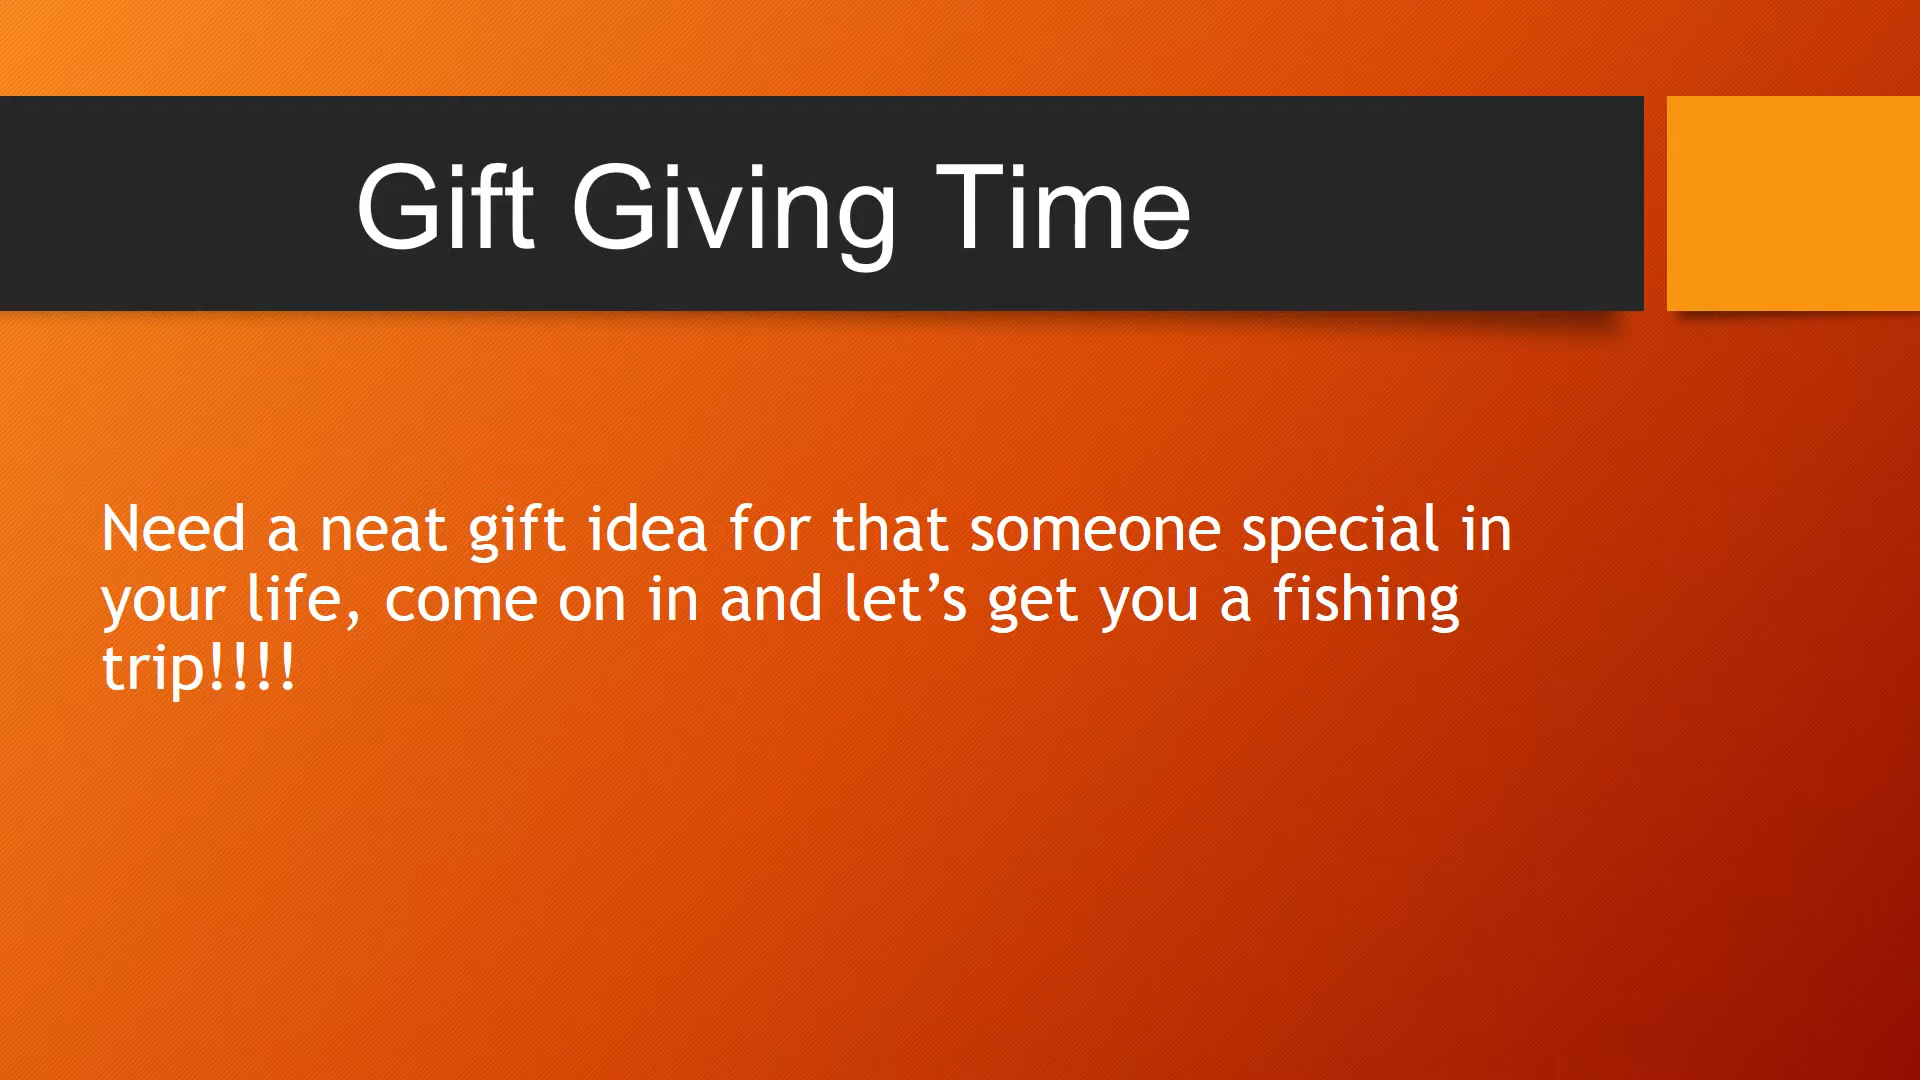 Gift Giving Time
Need a neat gift idea for that someone special in
your life, come on in and let’s get you a fishing
trip!!!!